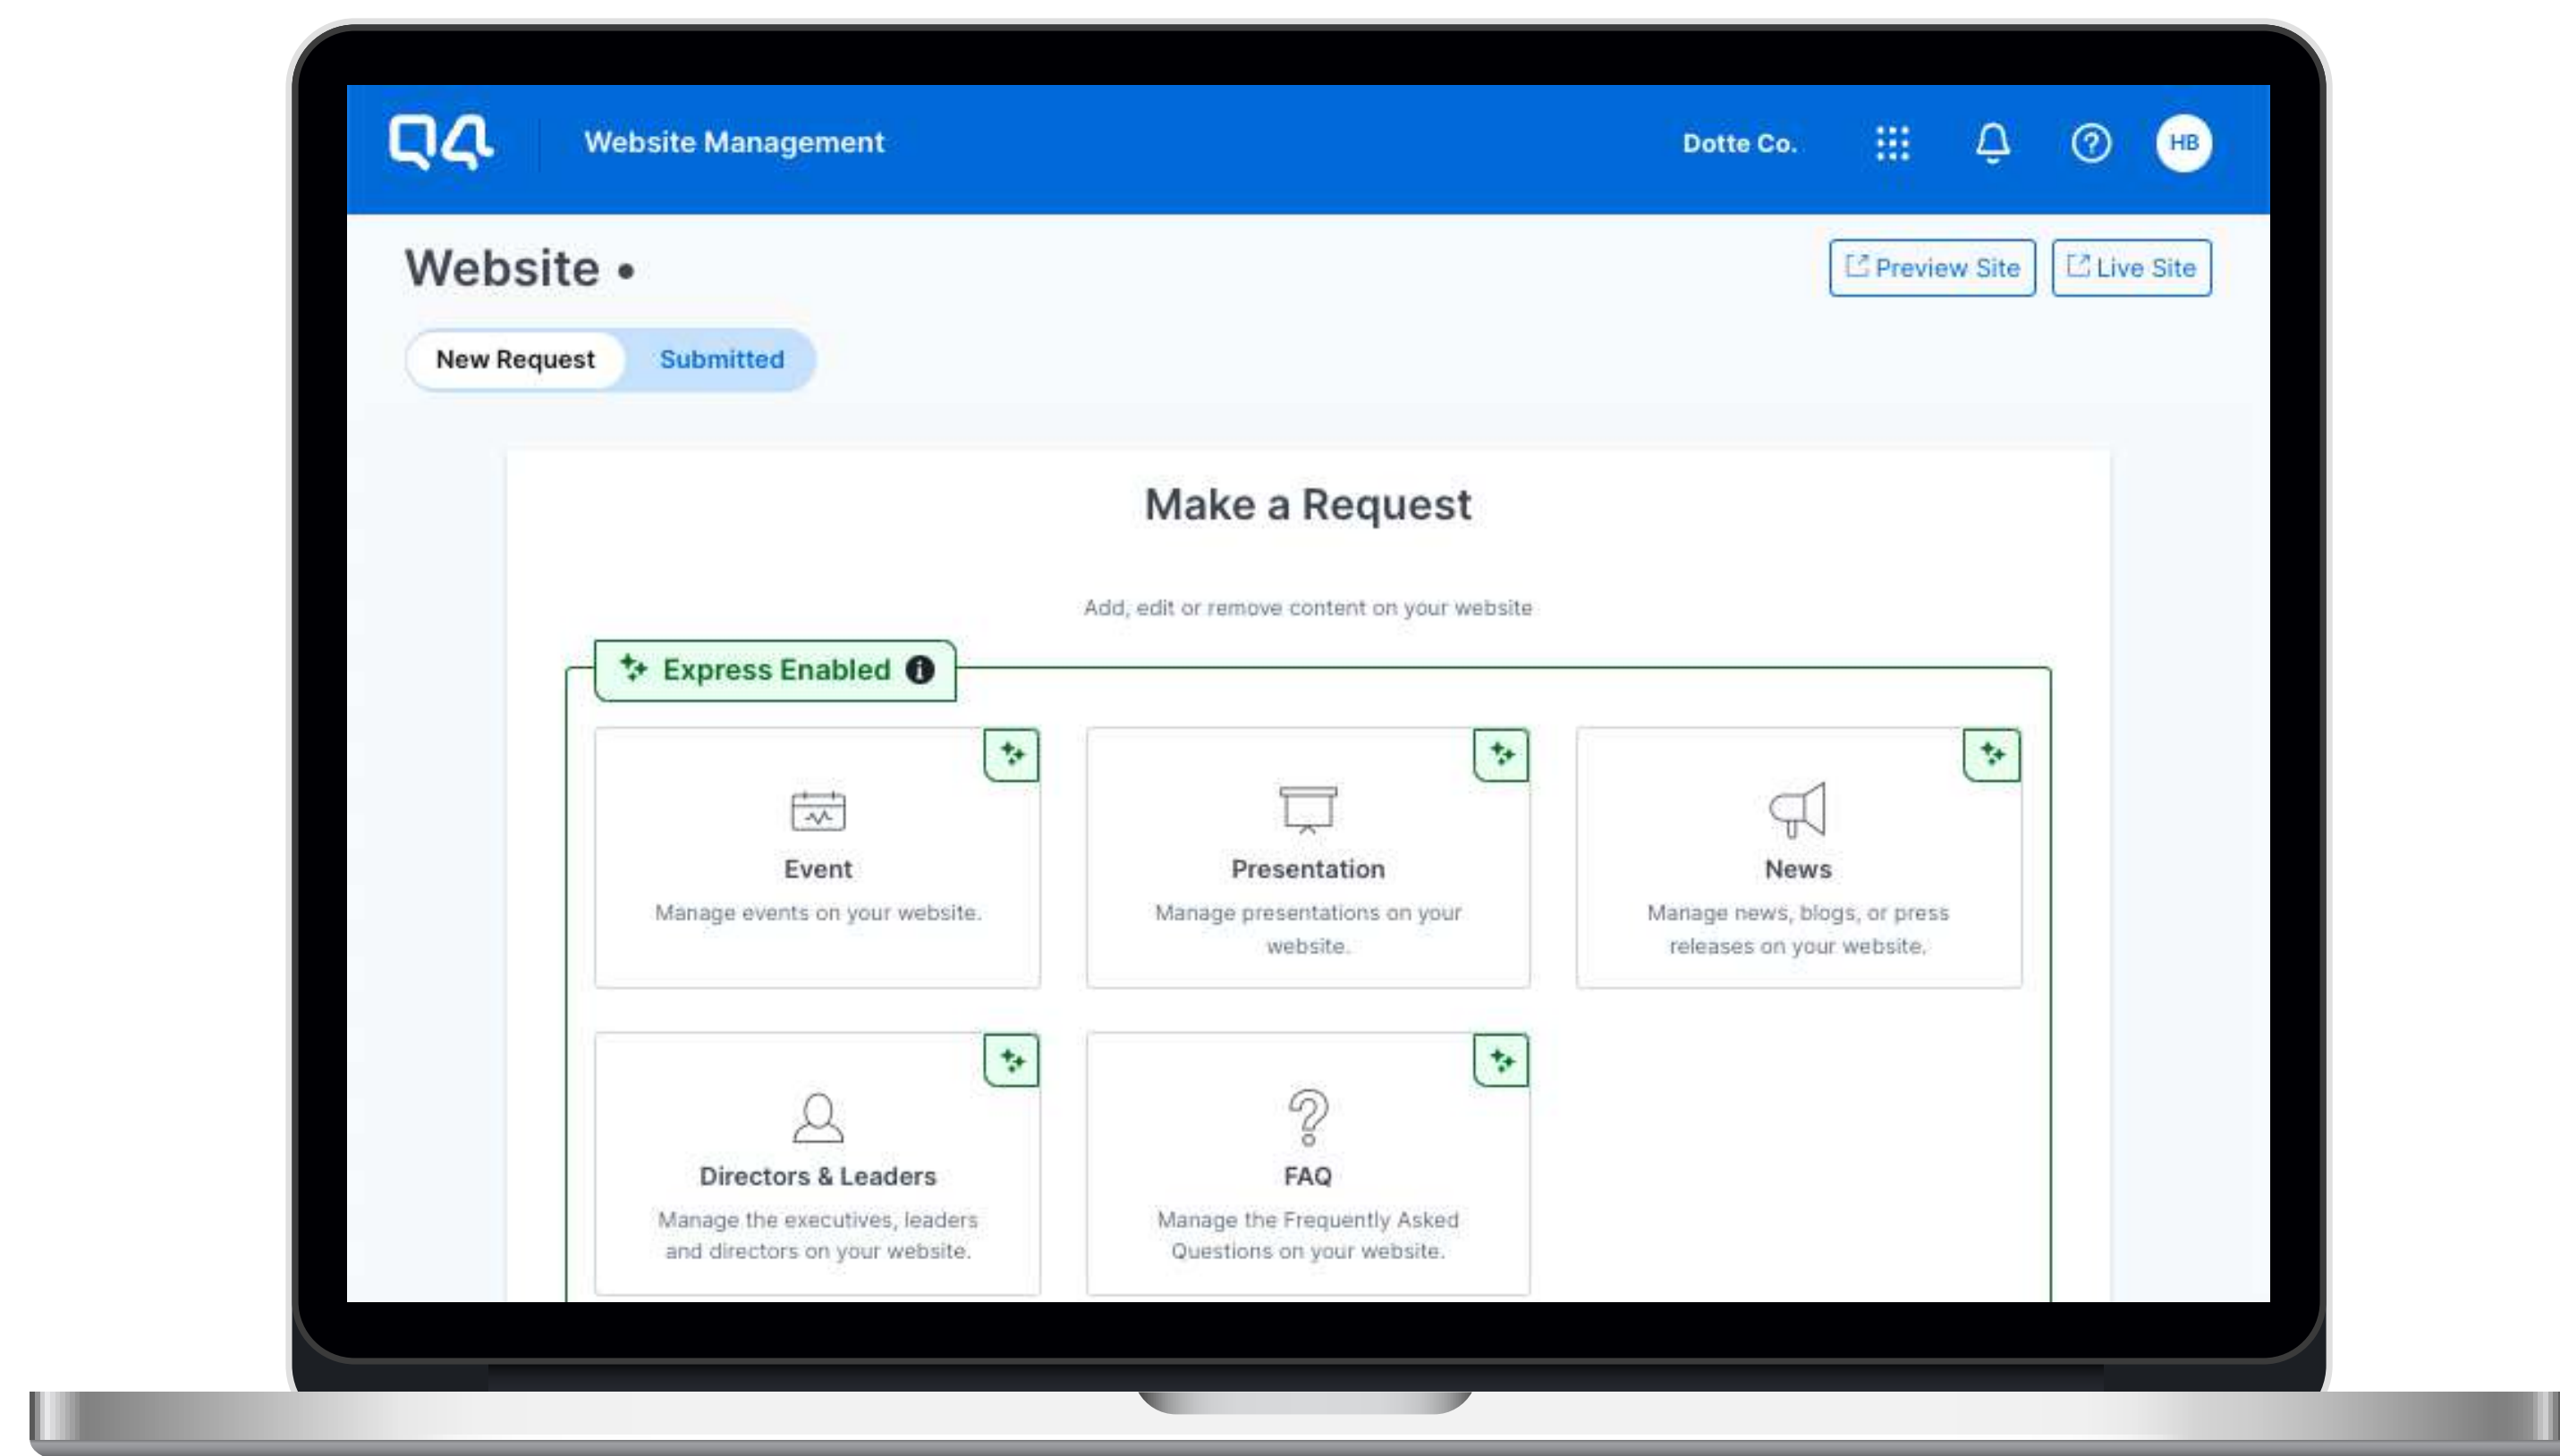 Q4
Website Management
Dotte Co.
HB
Website •
Preview Site
Live Site
New Request
Submitted
Make a Request
Add, edit or remove content on your website
Express Enabled
Event
Manage events on your website.
Presentation
Manage presentations on your
website.
News
Manage news, blogs, or press
releases on your website.
Directors & Leaders
Manage the executives, leaders
and directors on your website.
FAQ
Manage the Frequently Asked
Questions on your website.